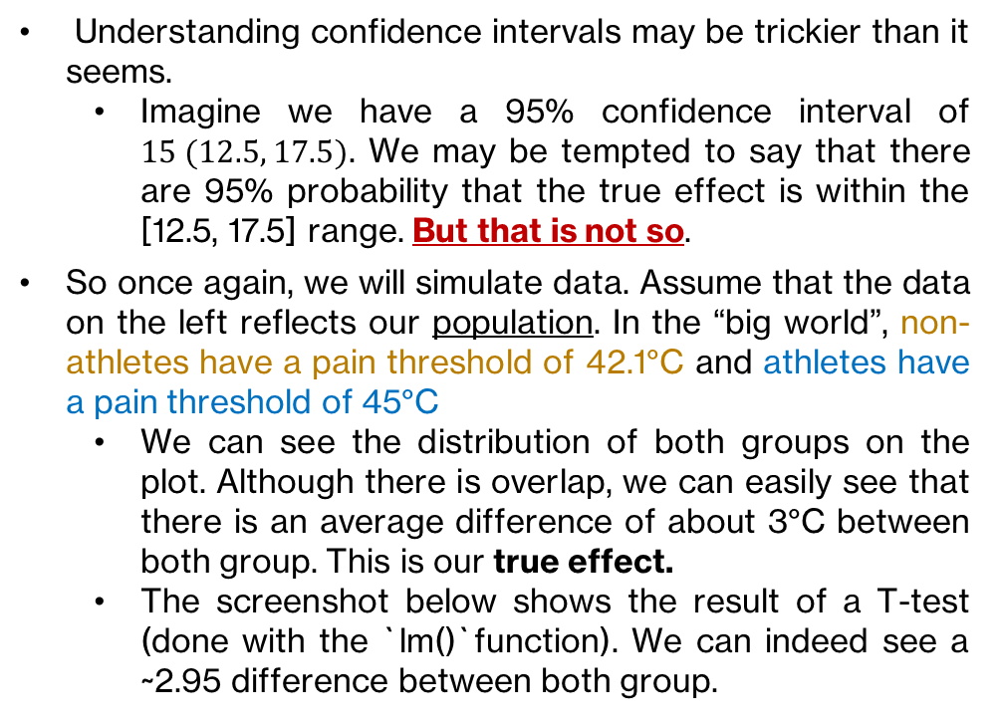 • Understanding confidence intervals may be trickier than it
seems.
• Imagine we have a 95% confidence interval of
15 (12.5, 17.5). We may be tempted to say that there
are 95% probability that the true effect is within the
[12.5, 17.5] range. But that is not so.
• So once again, we will simulate data. Assume that the data
on the left reflects our population. In the “big world”, non-
athletes have a pain threshold of 42.1°C and athletes have
a pain threshold of 45°C
• We can see the distribution of both groups on the
plot. Although there is overlap, we can easily see that
there is an average difference of about 3°C between
both group. This is our true effect.
• The screenshot below shows the result of a T-test
(done with the `lm()`function). We can indeed see a
~2.95 difference between both group.